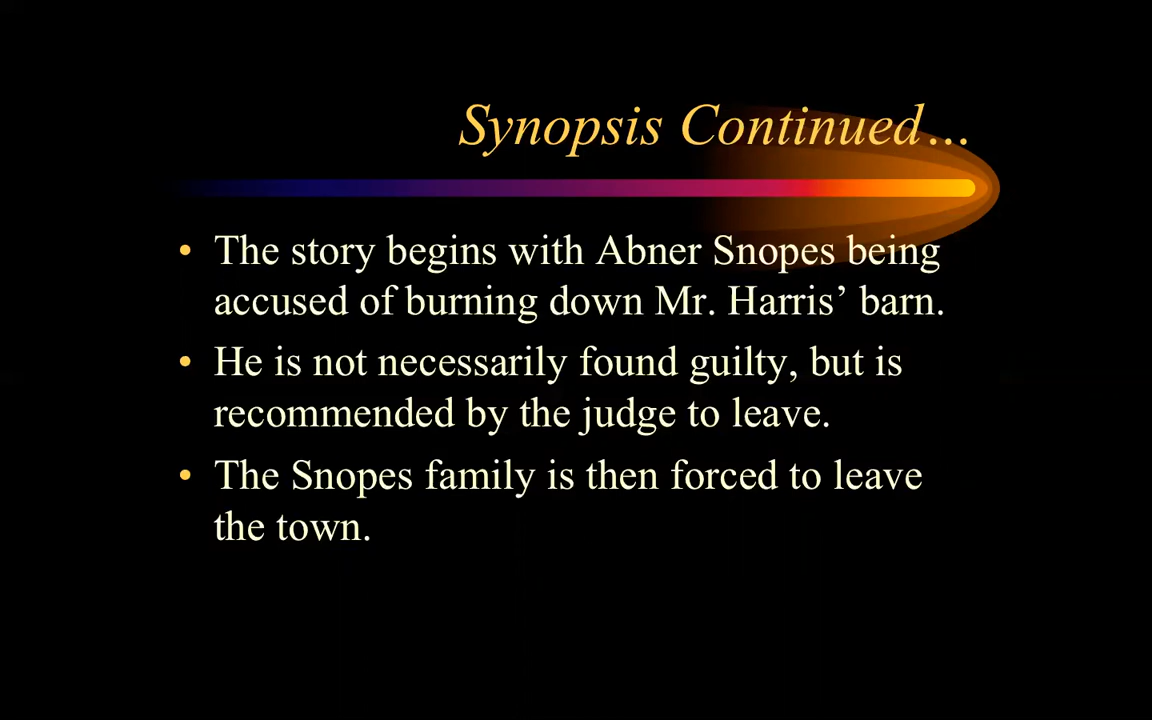 Synopsis Continued…
• The story begins with Abner Snopes being
accused of burning down Mr. Harris’ barn.
• He is not necessarily found guilty, but is
recommended by the judge to leave.
• The Snopes family is then forced to leave
the town.